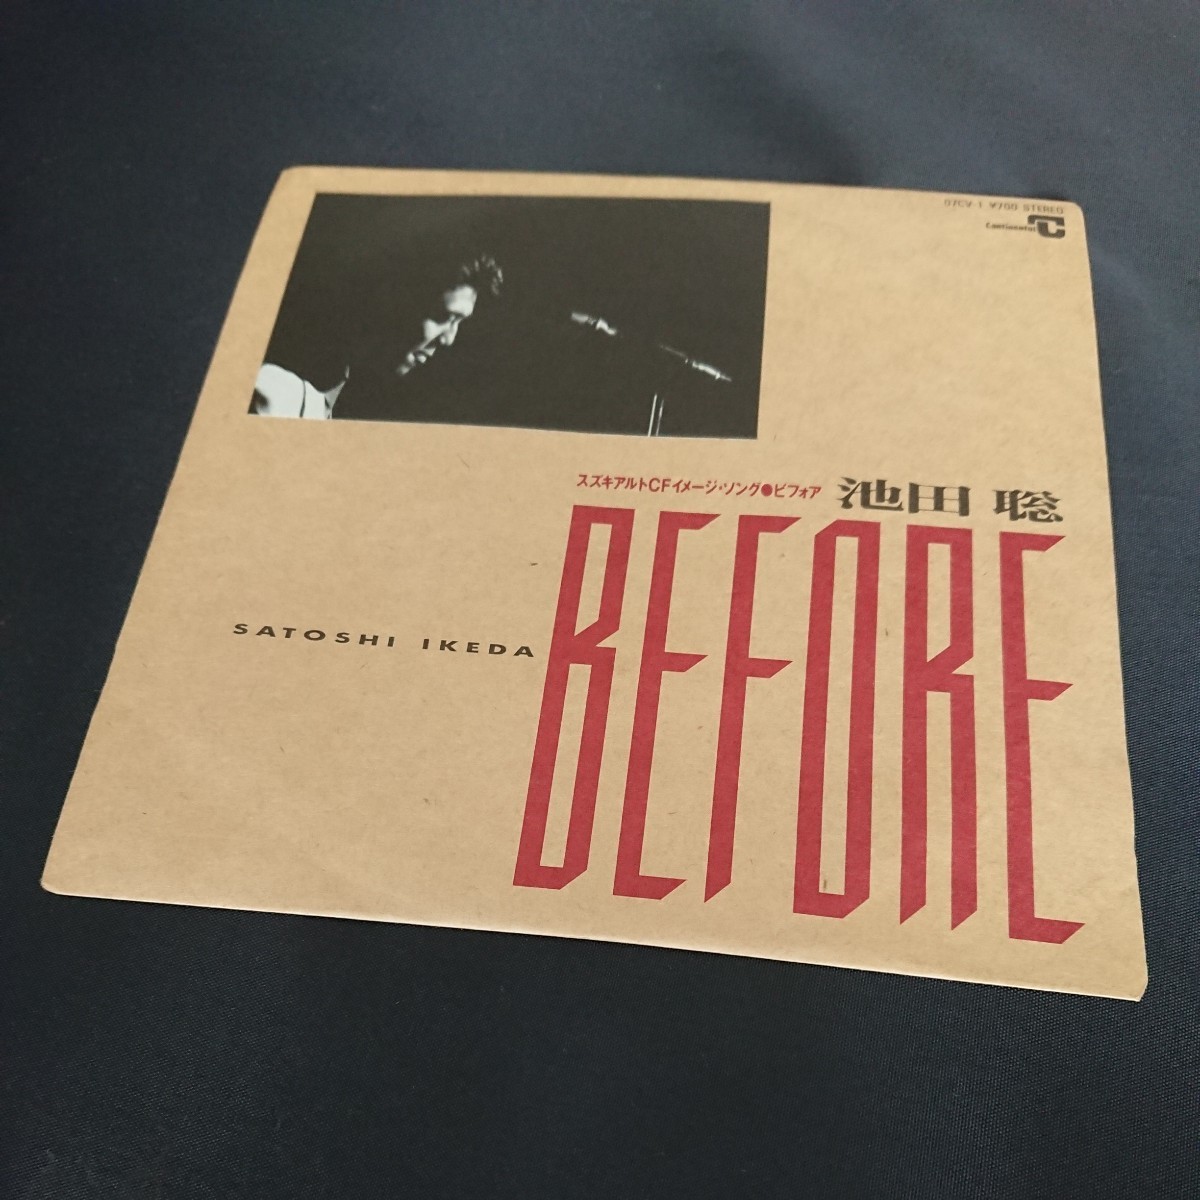 07CV-1 ¥700 STEREO
Continental
スズキアルトCFイメージ・ソング●ビフォア 池田 聡
BEFORE
SATOSHI IKEDA